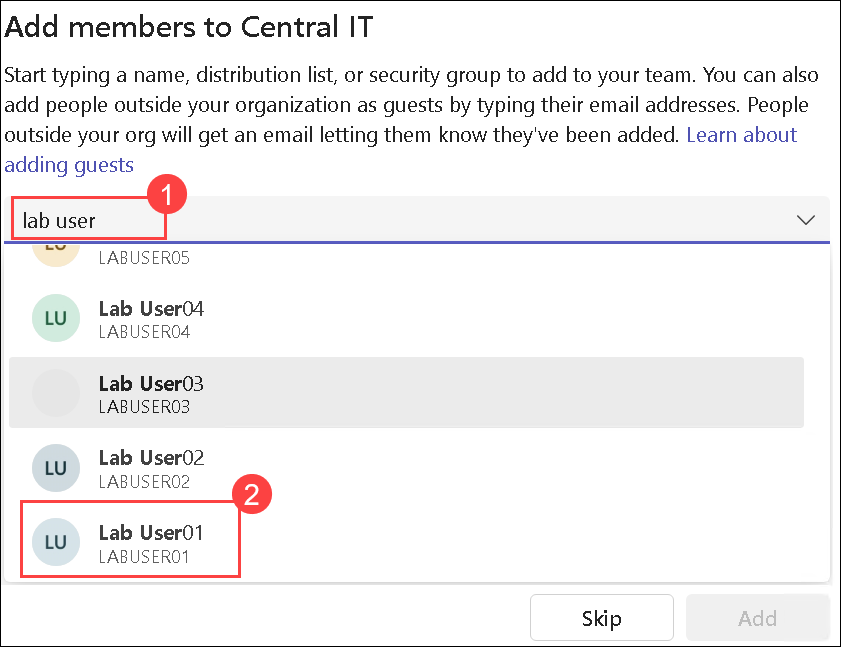 Add members to Central IT
Start typing a name, distribution list, or security group to add to your team. You can also
add people outside your organization as guests by typing their email addresses. People
outside your org will get an email letting them know they've been added. Learn about
adding guests
1
lab user
LU
LABUSER05
LU
Lab User04
LABUSER04
Lab User03
LABUSER03
LU
Lab User02
LABUSER02
2
LU
Lab User01
LABUSER01
Skip
Add